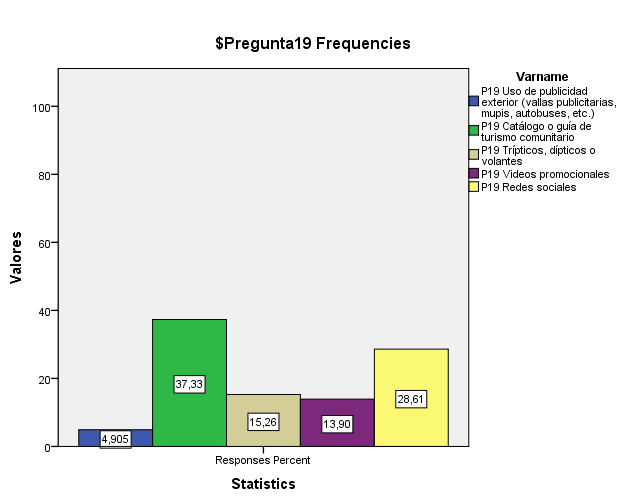 $Pregunta19 Frequencies
Varname
P19 Uso de publicidad
exterior (vallas publicitarias,
mupis, autobuses, etc.)
P19 Catálogo o guía de
turismo comunitario
P19 Trípticos, dípticos o
volantes
P19 Videos promocionales
P19 Redes sociales
Valores
100
80
60
40
20
0
4,905
37,33
15,26
13,90
28,61
Responses Percent
Statistics